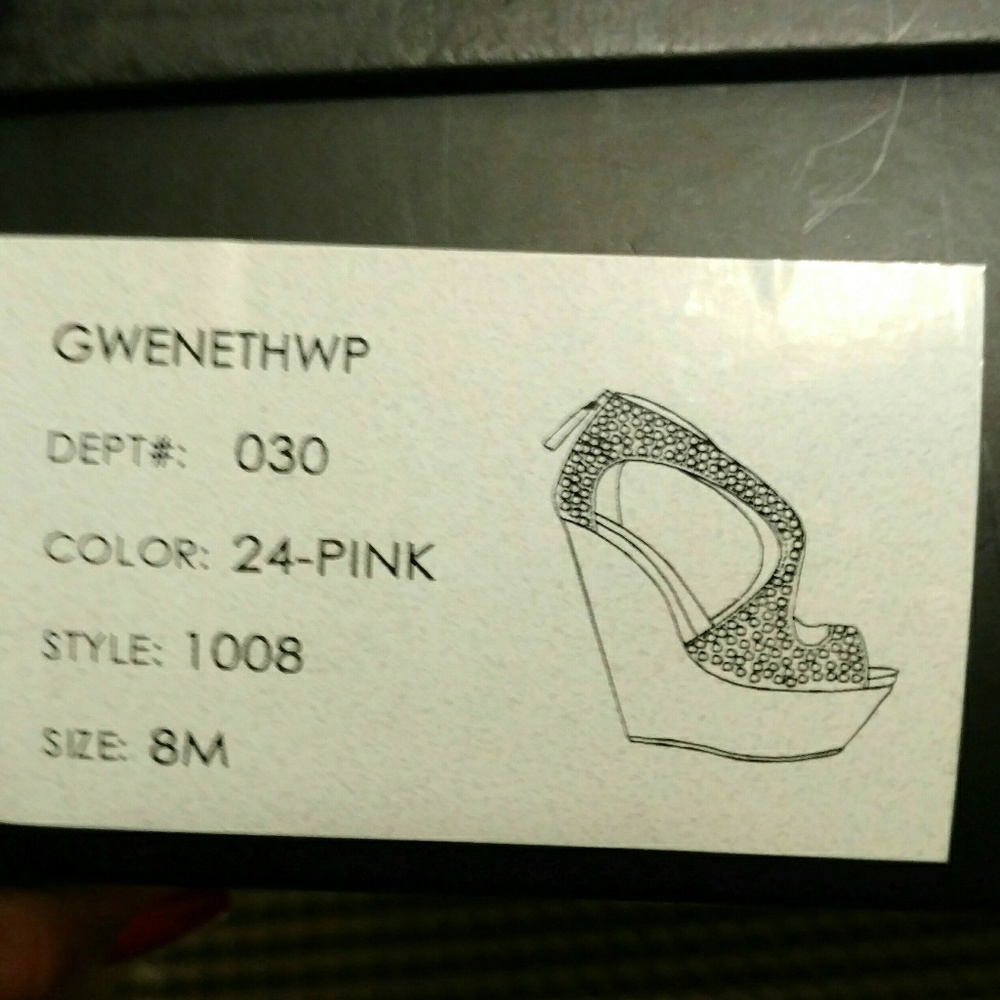 GWENETHWP
DEPT#: 030
COLOR: 24-PINK
STYLE: 1008
SIZE: 8M